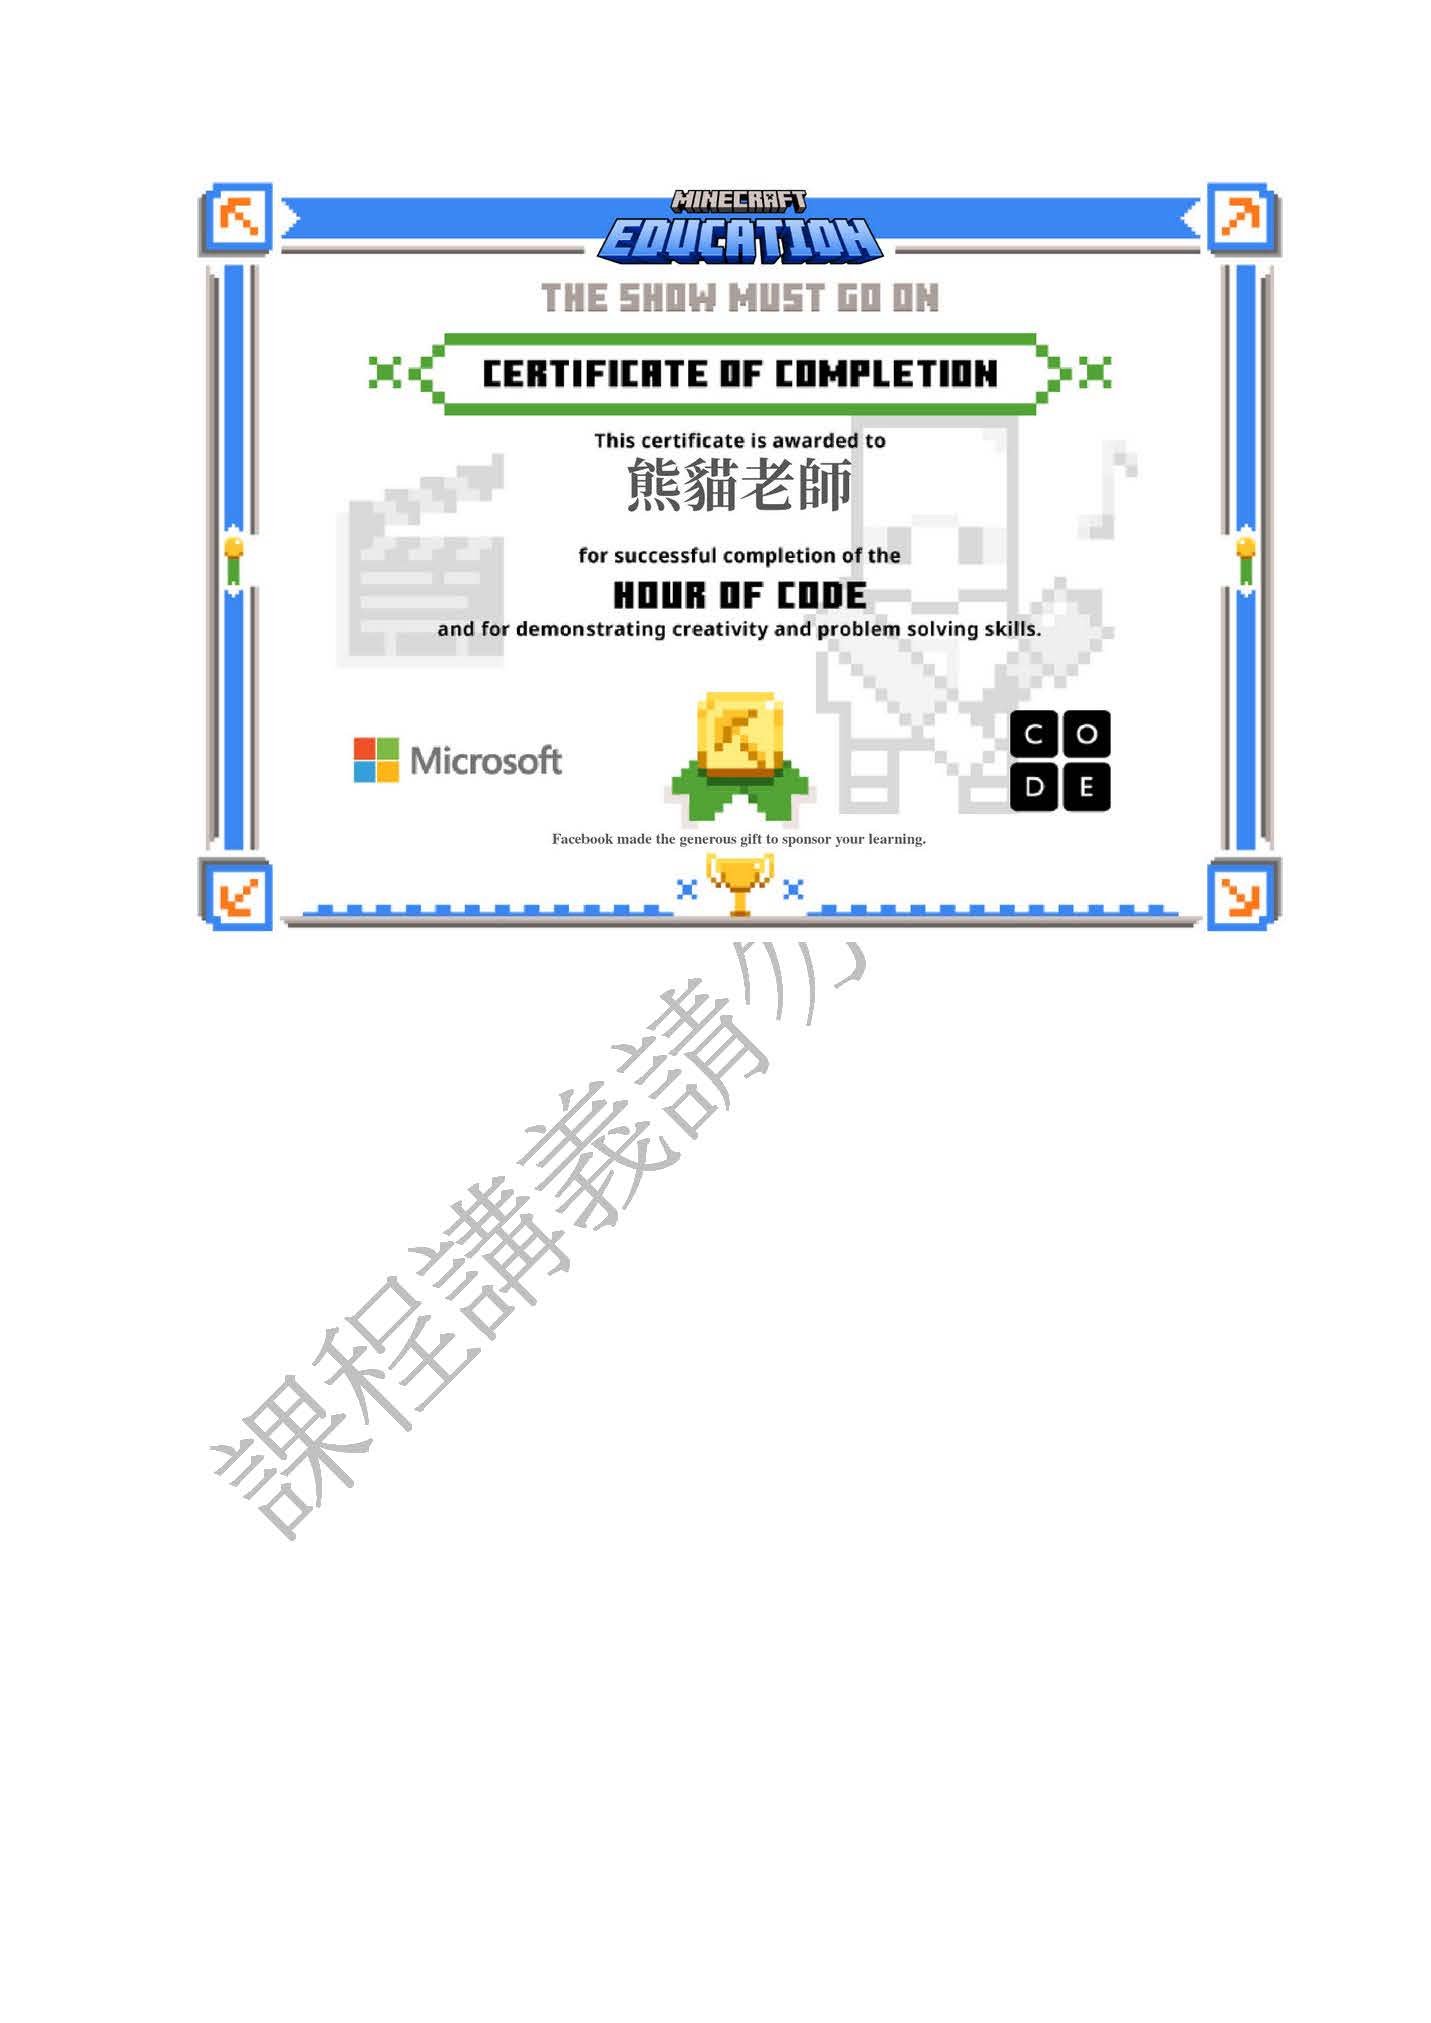 MINECRAFT
EDUCATION
THE SHOW MUST GO ON
CERTIFICATE OF COMPLETION
This certificate is awarded to
熊貓老師
for successful completion of the
HOUR OF CODE
and for demonstrating creativity and problem solving skills.
Microsoft
C O
D E
Facebook made the generous gift to sponsor your learning.
課程講義請勿